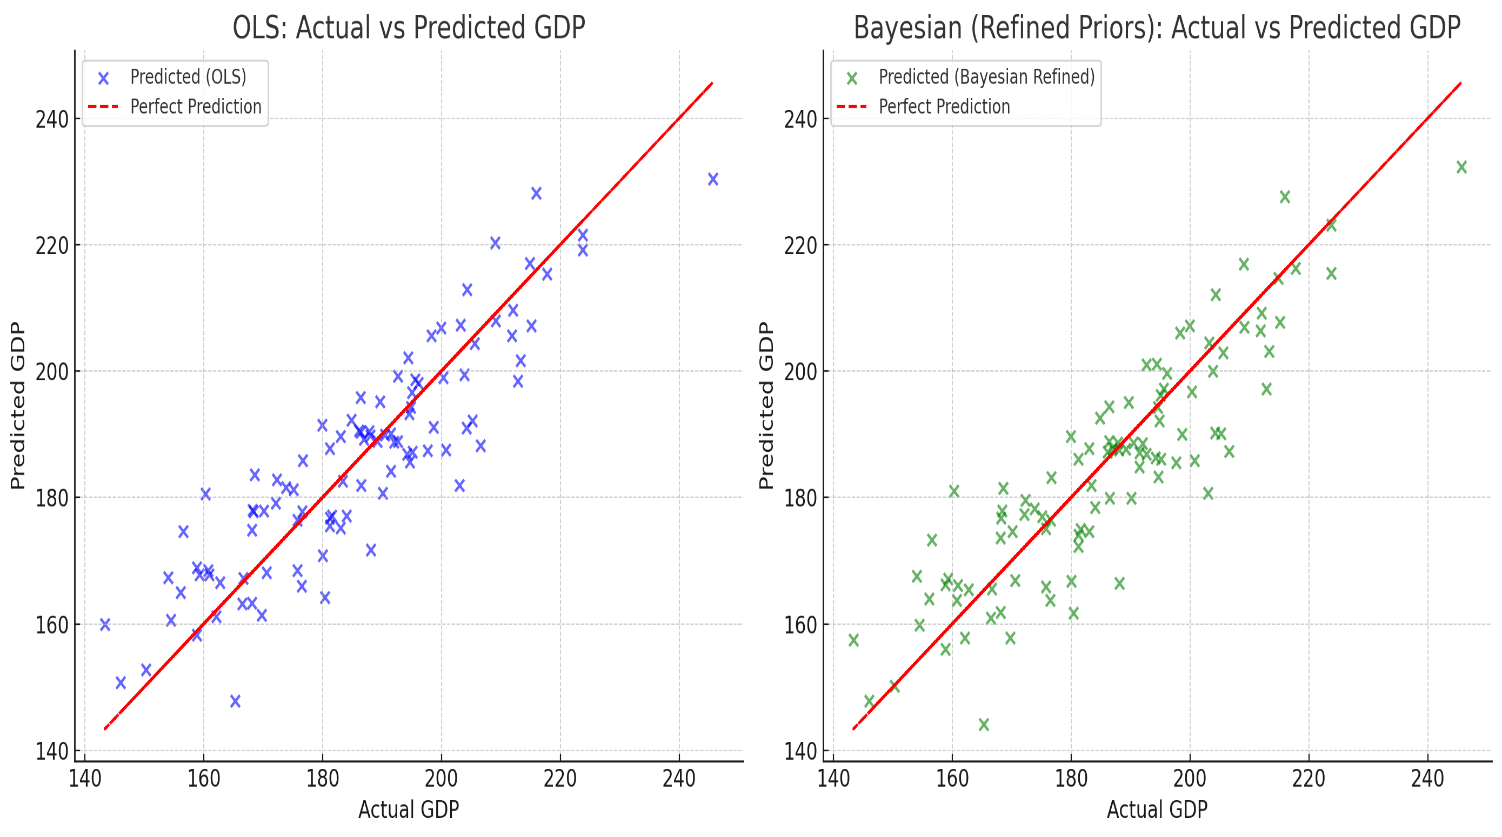 OLS: Actual vs Predicted GDP
Predicted (OLS)
Perfect Prediction
Predicted GDP
240
220
200
180
160
140
140 160 180 200 220 240
Actual GDP
Bayesian (Refined Priors): Actual vs Predicted GDP
Predicted (Bayesian Refined)
Perfect Prediction
Predicted GDP
240
220
200
180
160
140
140 160 180 200 220 240
Actual GDP